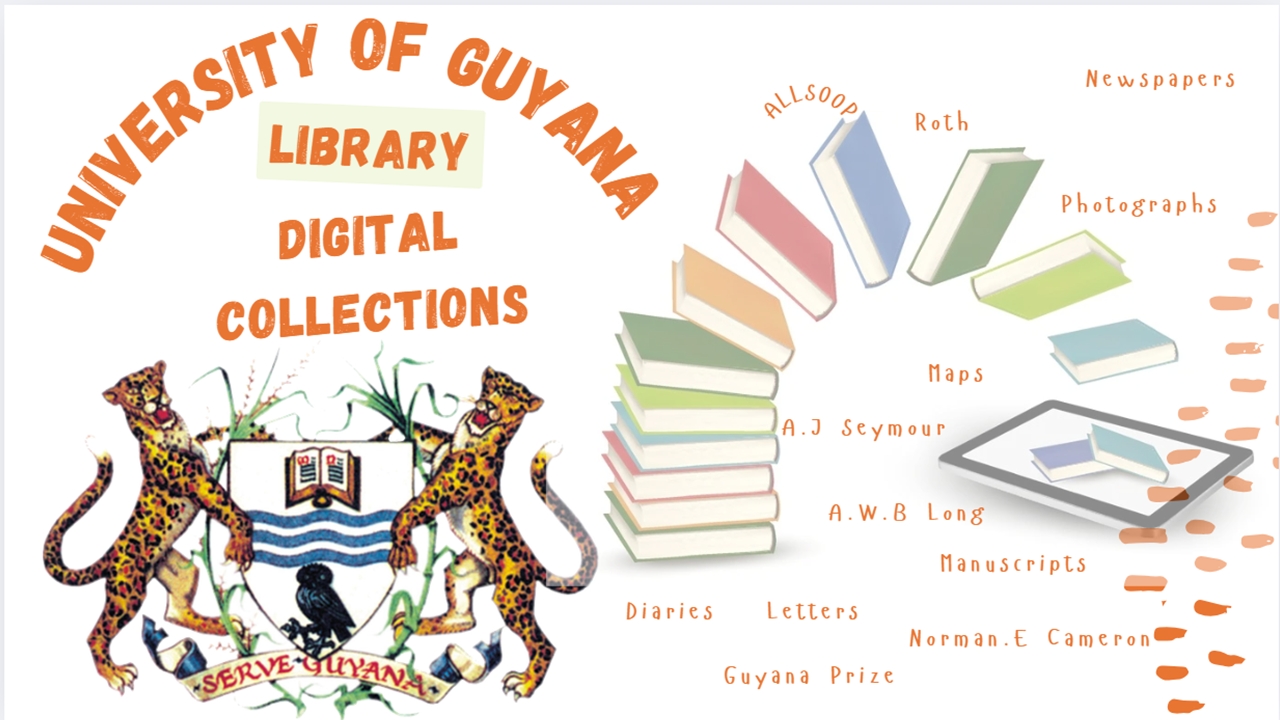 UNIVERSITY OF GUYANA
LIBRARY
DIGITAL
COLLECTIONS
SERVE GUYANA
ALLSOOP
Roth
Newspapers
Photographs
Maps
A.J Seymour
A.W.B Long
Manuscripts
Diaries
Letters
Norman.E Cameron
Guyana Prize